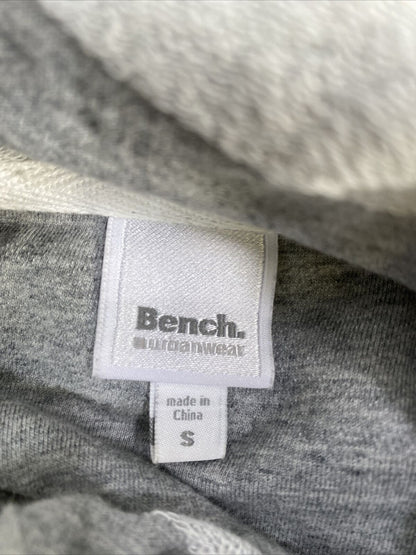 Bench.
urbanwear
made in
China
S